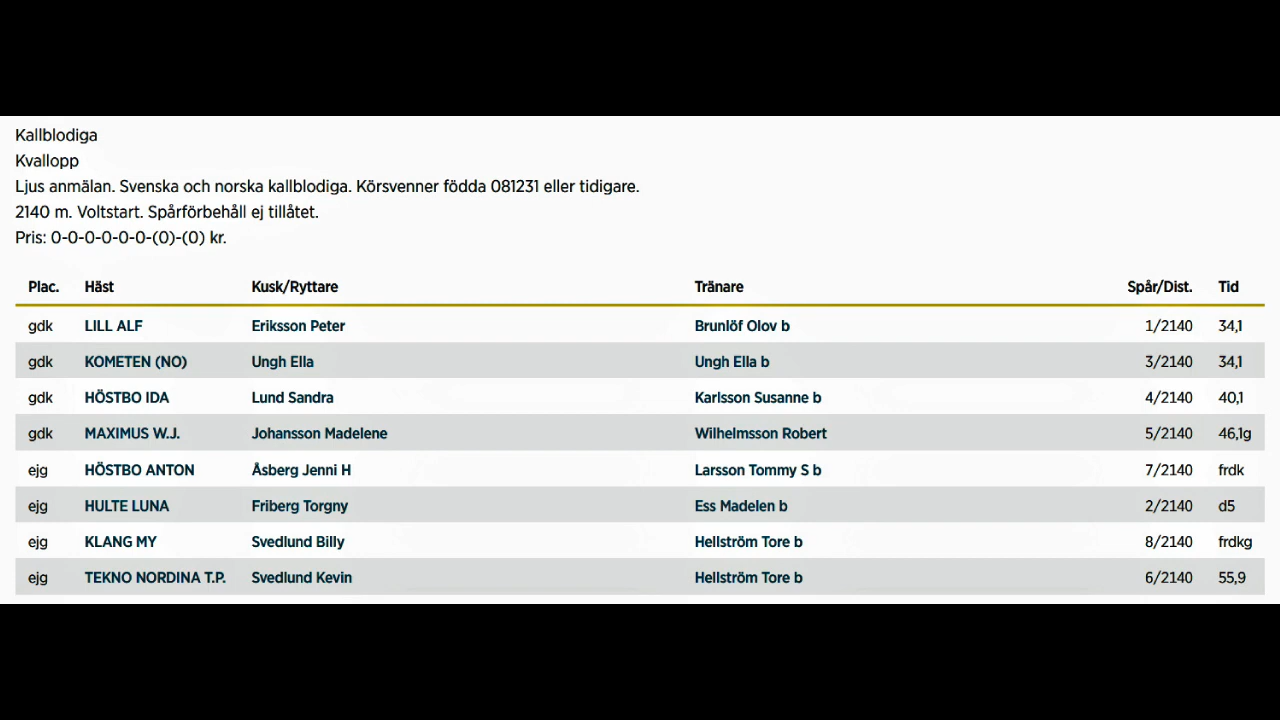 Kallblodiga
Kvallopp
Ljus anmälan. Svenska och norska kallblodiga. Körsvenner födda 081231 eller tidigare.
2140 m. Voltstart. Spårförbehåll ej tillåtet.
Pris: 0-0-0-0-0-0-(0)-(0) kr.
Plac. Häst Kusk/Ryttare Tränare Spår/Dist. Tid
gdk LILL ALF Eriksson Peter Brunlöf Olov b 1/2140 34,1
gdk KOMETEN (NO) Ungh Ella Ungh Ella b 3/2140 34,1
gdk HÖSTBO IDA Lund Sandra Karlsson Susanne b 4/2140 40,1
gdk MAXIMUS W.J. Johansson Madelene Wilhelmsson Robert 5/2140 46,1g
ejg HÖSTBO ANTON Åsberg Jenni H Larsson Tommy S b 7/2140 frdk
ejg HULTE LUNA Friberg Torgny Ess Madelen b 2/2140 d5
ejg KLANG MY Svedlund Billy Hellström Tore b 8/2140 frdkg
ejg TEKNO NORDINA T.P. Svedlund Kevin Hellström Tore b 6/2140 55,9